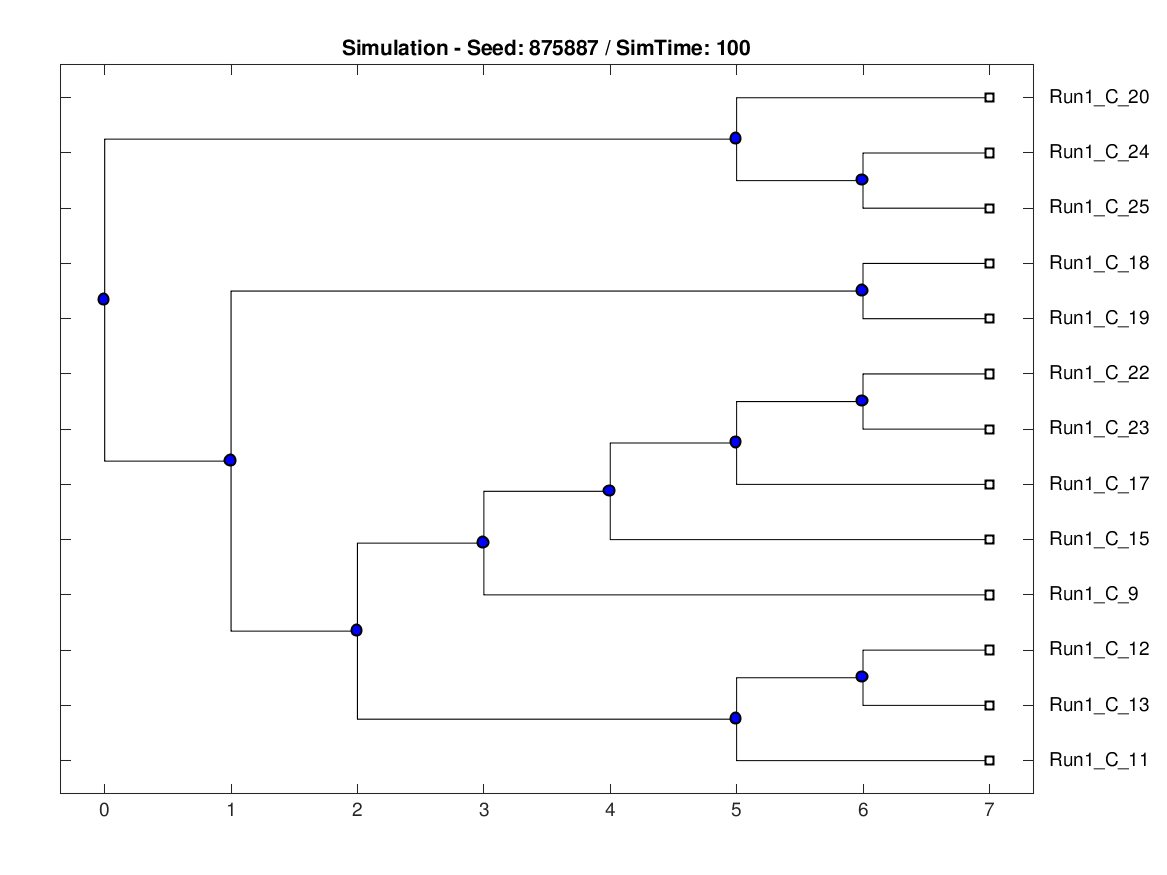 Simulation - Seed: 875887 / SimTime: 100
Run1_C_20
Run1_C_24
Run1_C_25
Run1_C_18
Run1_C_19
Run1_C_22
Run1_C_23
Run1_C_17
Run1_C_15
Run1_C_9
Run1_C_12
Run1_C_13
Run1_C_11
0 1 2 3 4 5 6 7